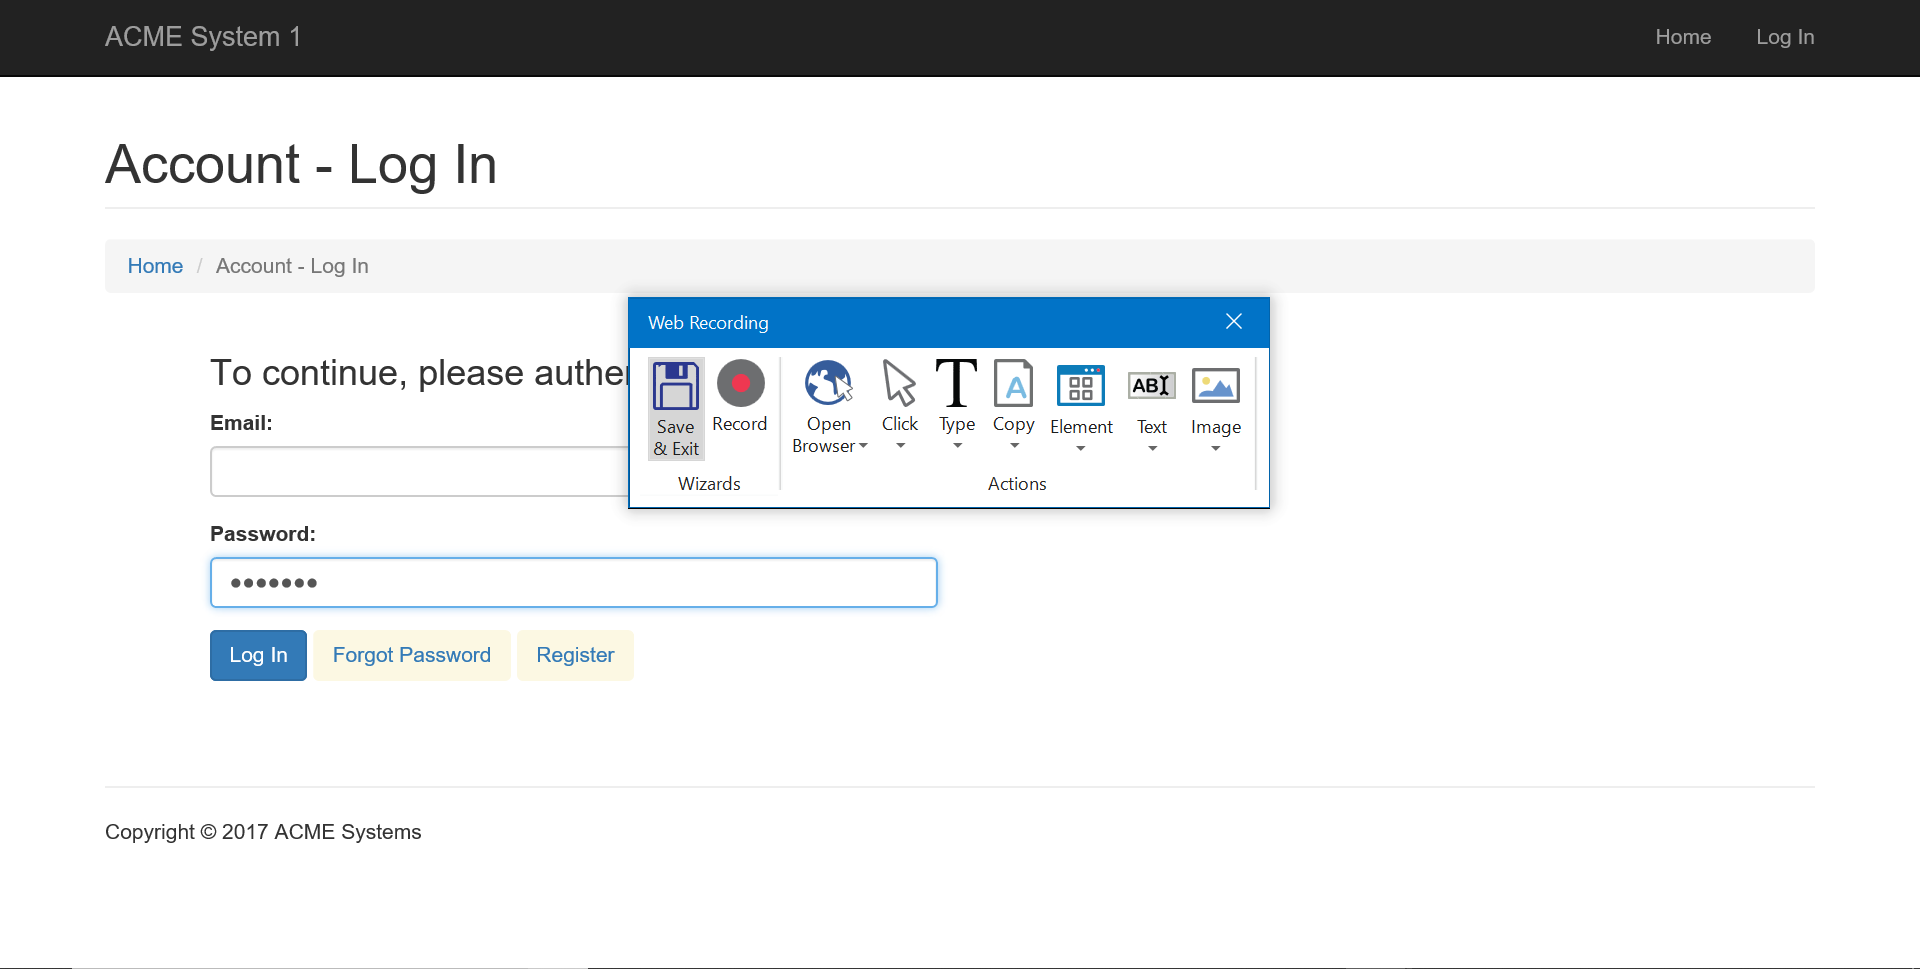 ACME System 1 Home Log In
Account - Log In
Home / Account - Log In
Web Recording
To continue, please
Save & Exit
Record
Open Browser
Click
Type
Copy
Element
Text
Image
Wizards
Actions
A
ABI
Email:
Password:
Log In Forgot Password Register
Copyright © 2017 ACME Systems